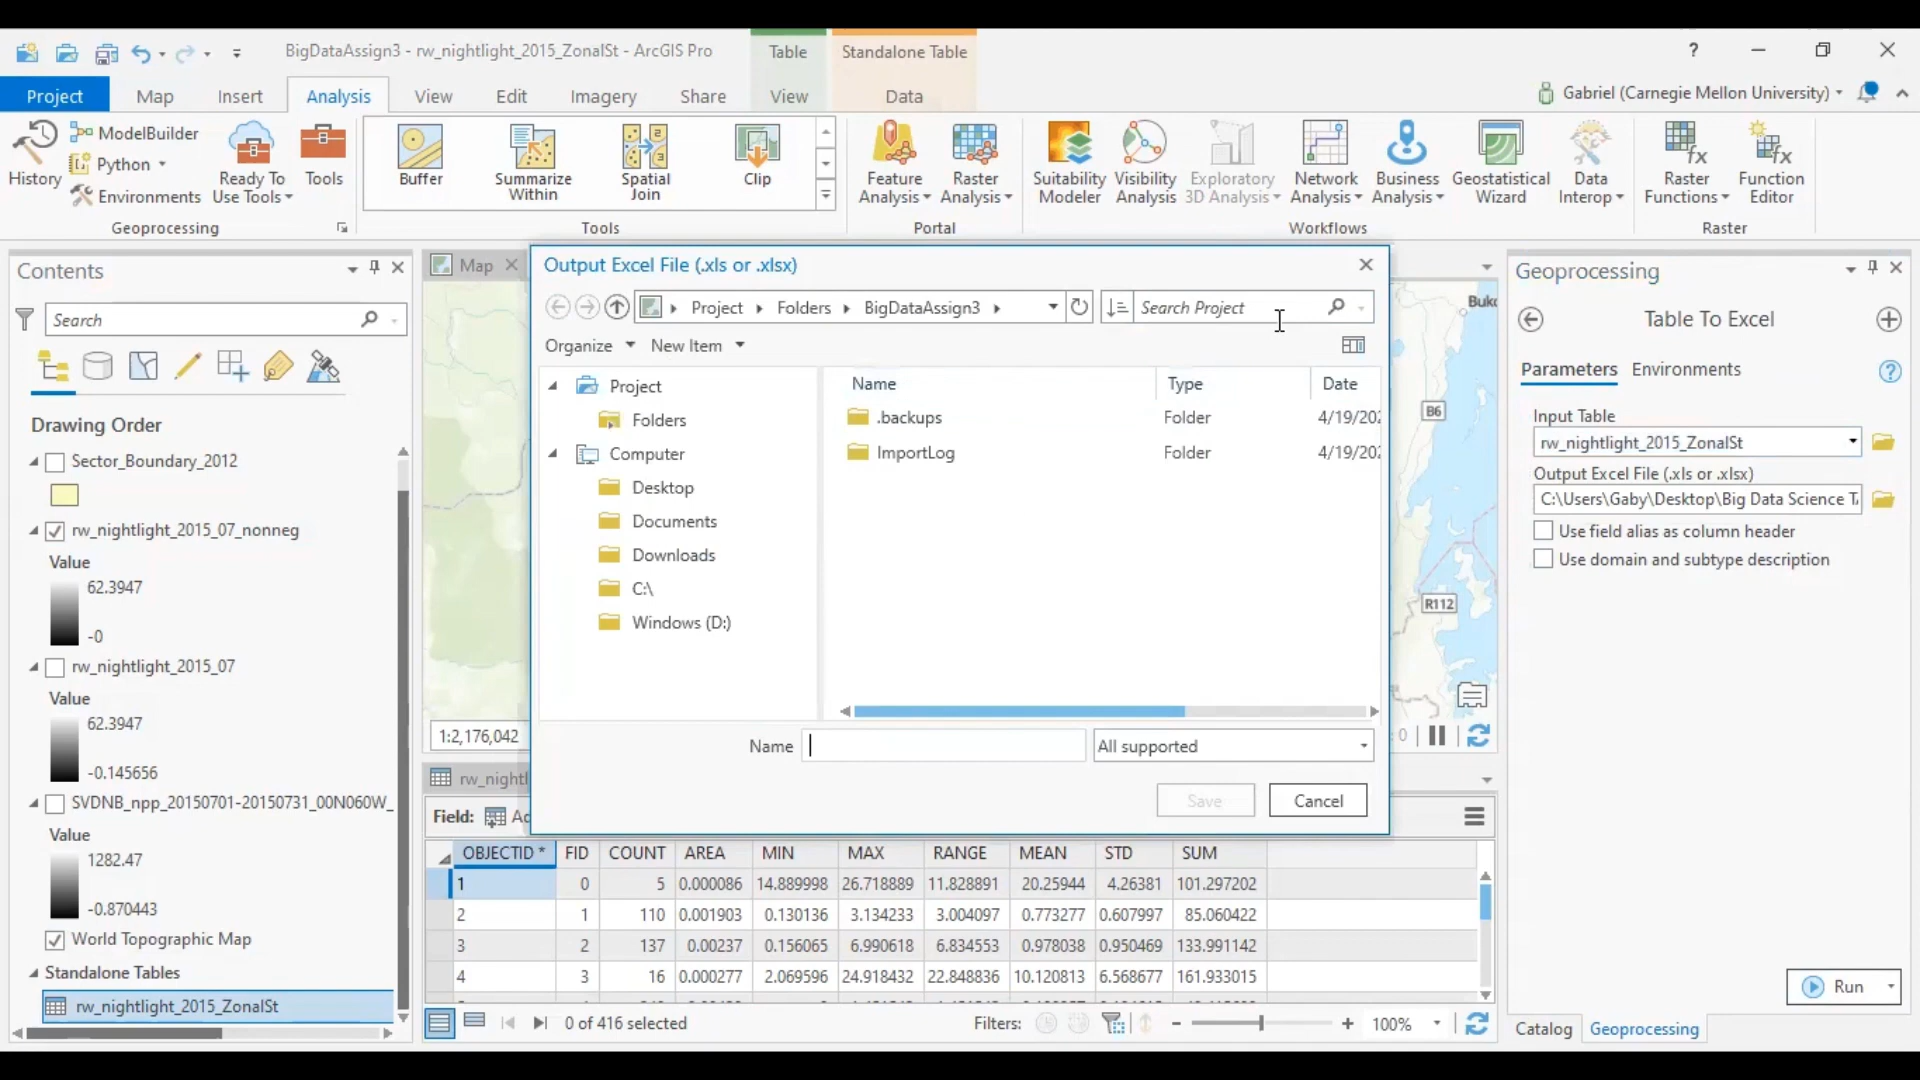 BigDataAssign3 - rw_nightlight_2015_ZonalSt - ArcGIS Pro
Table
Standalone Table
?
Project
Map
Insert
Analysis
View
Edit
Imagery
Share
View
Data
Gabriel (Carnegie Mellon University)
History
ModelBuilder
Python
Environments
Ready To
Use Tools
Tools
Buffer
Summarize
Within
Spatial
Join
Clip
Feature
Analysis
Raster
Analysis
Suitability
Modeler
Visibility
Analysis
Exploratory
3D Analysis
Network
Analysis
Business
Analysis
Geostatistical
Wizard
Data
Interop
Raster
Functions
Function
Editor
Geoprocessing
Tools
Portal
Workflows
Raster
Contents
Search
Drawing Order
Sector_Boundary_2012
rw_nightlight_2015_07_nonneg
Value
62.3947
-0
rw_nightlight_2015_07
Value
62.3947
-0.145656
SVDNB_npp_20150701-20150731_00N060W_
Value
1282.47
-0.870443
World Topographic Map
Standalone Tables
rw_nightlight_2015_ZonalSt
Map
1:2,176,042
Output Excel File (.xls or .xlsx)
Project
Folders
BigDataAssign3
Search Project
Organize
New Item
Project
Folders
Computer
Desktop
Documents
Downloads
C:\
Windows (D:)
Name Type Date
.backups Folder 4/19/202
ImportLog Folder 4/19/202
Name
All supported
Save
Cancel
Buko
B6
R112
: 0
rw_nightl
Field: Ad
OBJECTID * FID COUNT AREA MIN MAX RANGE MEAN STD SUM
1 0 5 0.000086 14.889998 26.718889 11.828891 20.25944 4.26381 101.297202
2 1 110 0.001903 0.130136 3.134233 3.004097 0.773277 0.607997 85.060422
3 2 137 0.00237 0.156065 6.990618 6.834553 0.978038 0.950469 133.991142
4 3 16 0.000277 2.069596 24.918432 22.848836 10.120813 6.568677 161.933015
0 of 416 selected
Filters:
100%
Geoprocessing
Table To Excel
Parameters
Environments
Input Table
rw_nightlight_2015_ZonalSt
Output Excel File (.xls or .xlsx)
C:\Users\Gaby\Desktop\Big Data Science T
Use field alias as column header
Use domain and subtype description
Run
Catalog
Geoprocessing